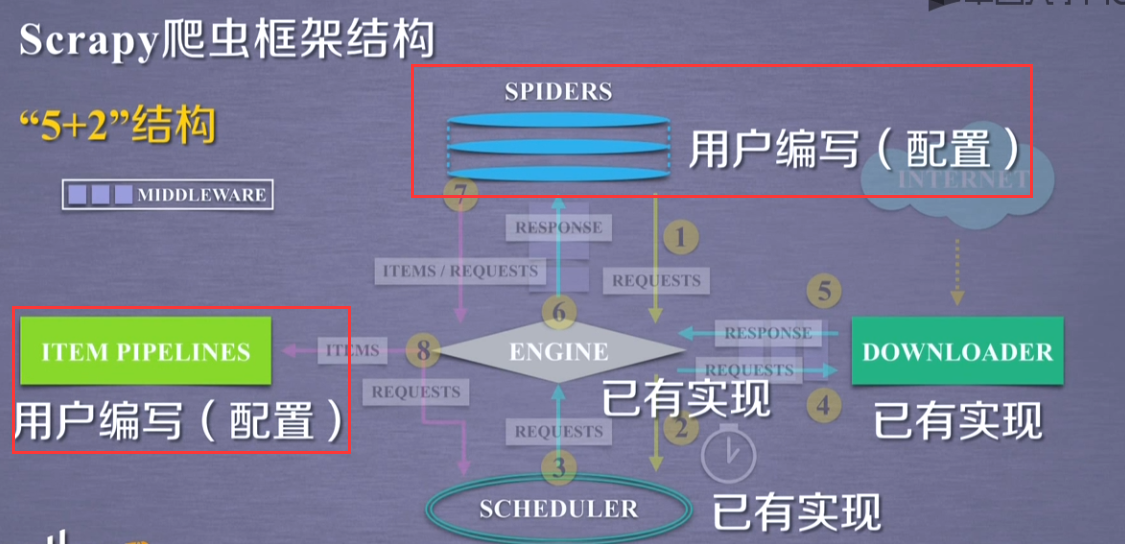 Scrapy爬虫框架结构
“5+2”结构
MIDDLEWARE
SPIDERS
用户编写（配置）
INTERNET
7
RESPONSE
1
ITEMS / REQUESTS
REQUESTS
5
6
RESPONSE
ITEM PIPELINES
ITEMS
8
ENGINE
REQUESTS
DOWNLOADER
用户编写（配置）
REQUESTS
已有实现
4
已有实现
REQUESTS
2
3
SCHEDULER
已有实现